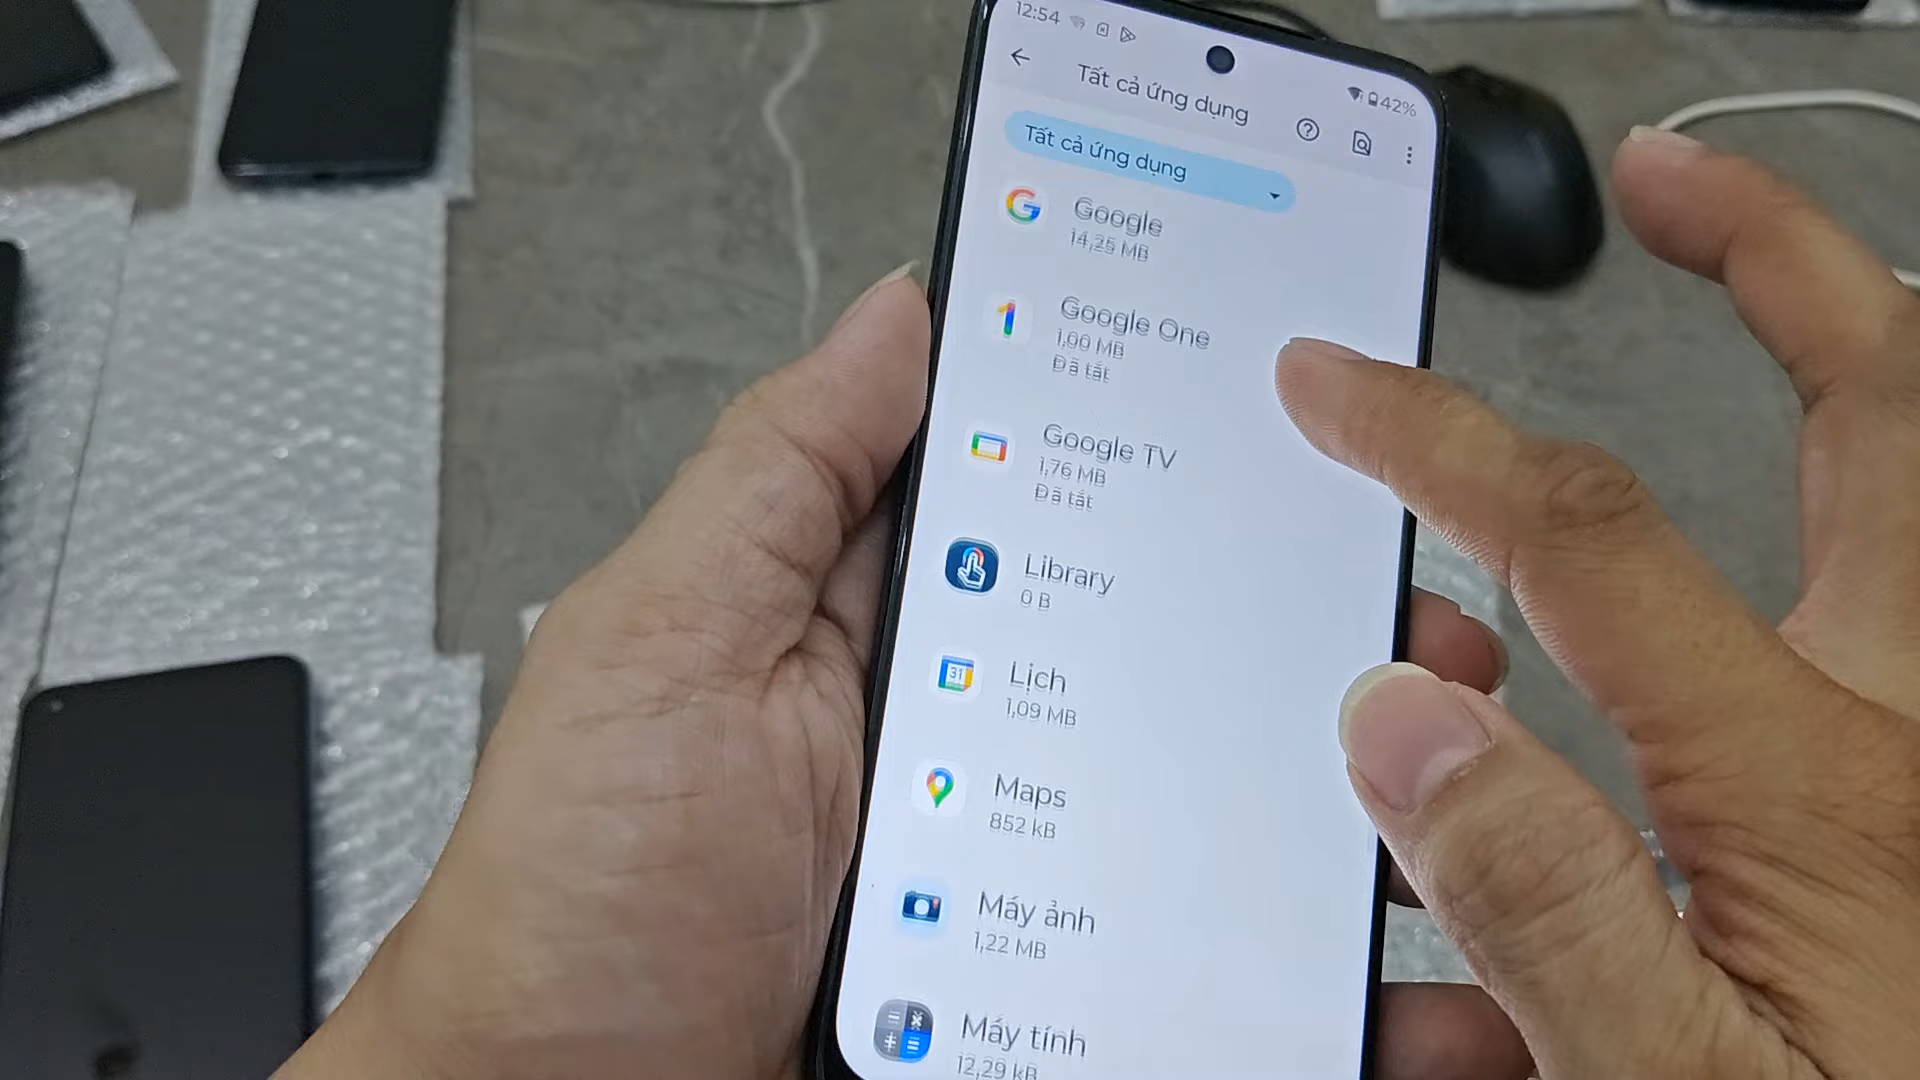 12:54
42%
Tất cả ứng dụng
Tất cả ứng dụng
Google
14,25 MB
Google One
1,00 MB
Đã tắt
Google TV
1,76 MB
Đã tắt
Library
0 B
Lịch
31
1,09 MB
Maps
852 kB
Máy ảnh
1,22 MB
Máy tính
12,29 kB